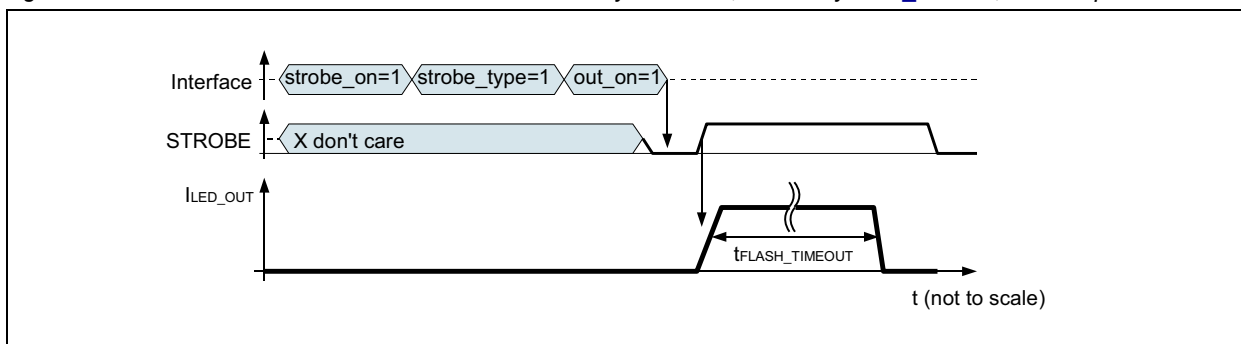 Interface
strobe_on=1 strobe_type=1 out_on=1
STROBE
X don't care
ILED_OUT
tFLASH_TIMEOUT
t (not to scale)